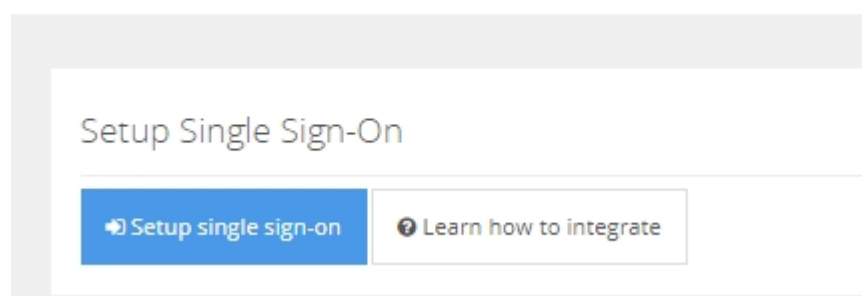 Setup Single Sign-On
Setup single sign-on
Learn how to integrate